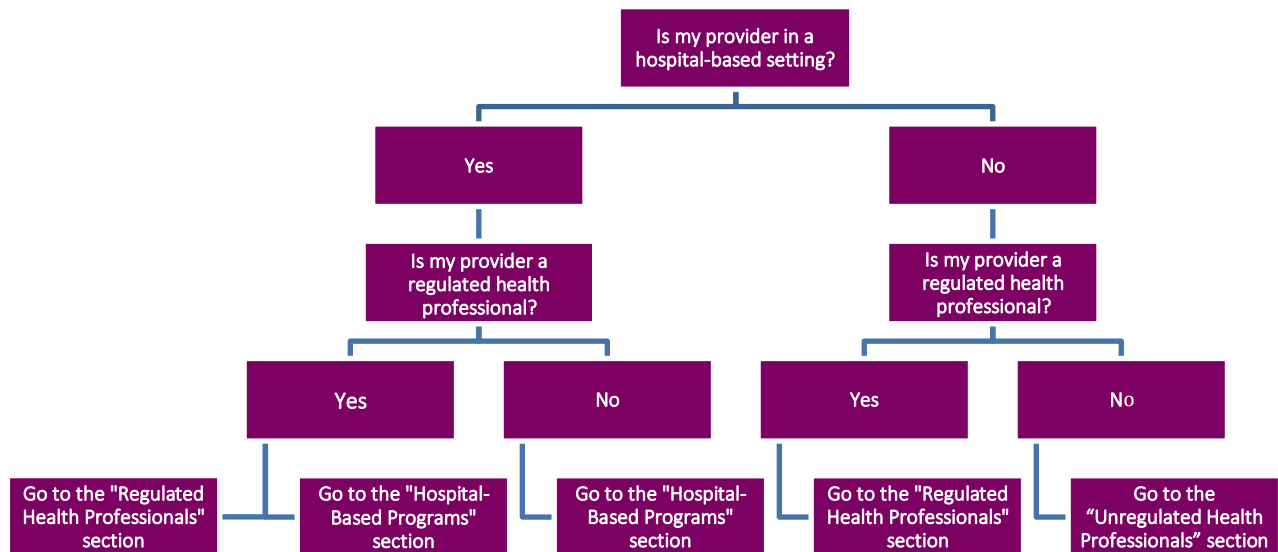 Is my provider in a
hospital-based setting?
Yes
No
Is my provider a
regulated health
professional?
Is my provider a
regulated health
professional?
Yes
No
Yes
No
Go to the "Regulated
Health Professionals"
section
Go to the "Hospital-
Based Programs"
section
Go to the "Hospital-
Based Programs"
section
Go to the "Regulated
Health Professionals"
section
Go to the
“Unregulated Health
Professionals” section